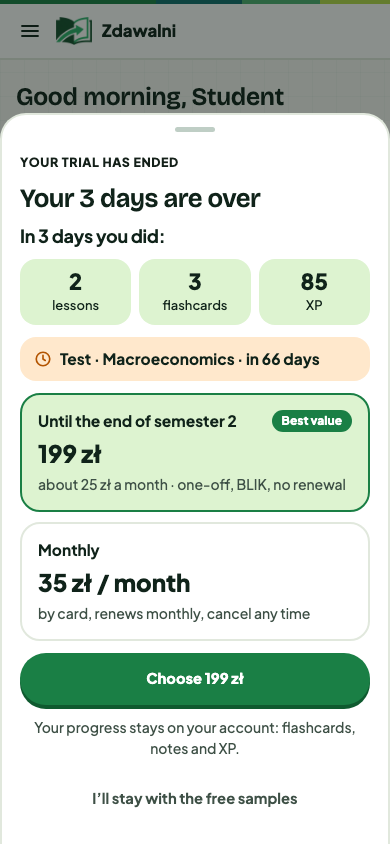 Zdawalni
Good morning, Student
YOUR TRIAL HAS ENDED
Your 3 days are over
In 3 days you did:
2
lessons
3
flashcards
85
XP
Test · Macroeconomics · in 66 days
Until the end of semester 2
Best value
199 zł
about 25 zł a month · one-off, BLIK, no renewal
Monthly
35 zł / month
by card, renews monthly, cancel any time
Choose 199 zł
Your progress stays on your account: flashcards,
notes and XP.
I’ll stay with the free samples